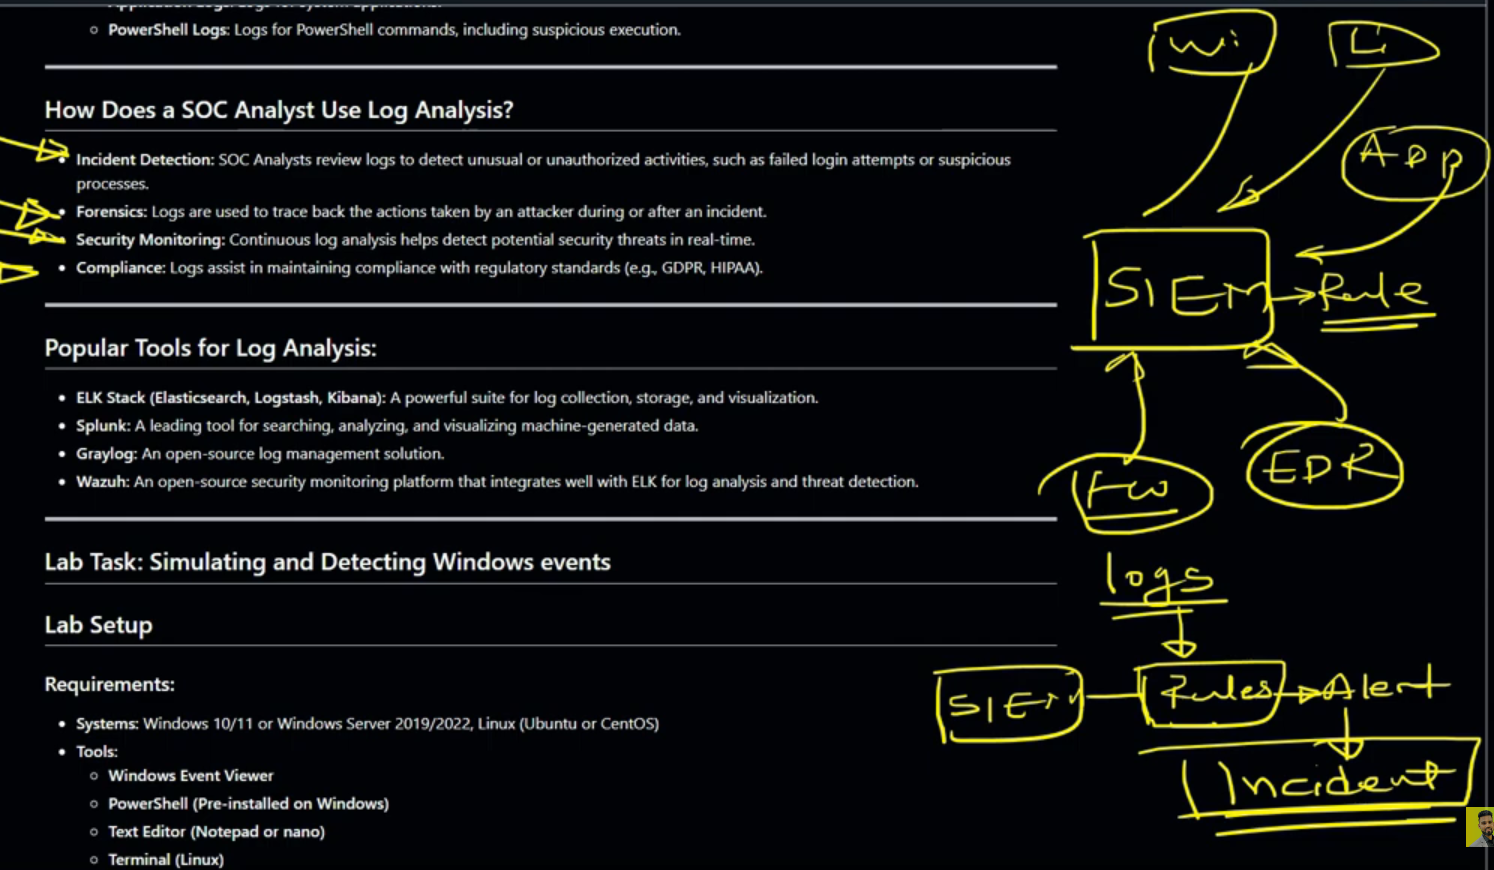 PowerShell Logs: Logs for PowerShell commands, including suspicious execution.
How Does a SOC Analyst Use Log Analysis?
Incident Detection: SOC Analysts review logs to detect unusual or unauthorized activities, such as failed login attempts or suspicious
processes.
Forensics: Logs are used to trace back the actions taken by an attacker during or after an incident.
Security Monitoring: Continuous log analysis helps detect potential security threats in real-time.
Compliance: Logs assist in maintaining compliance with regulatory standards (e.g., GDPR, HIPAA).
Popular Tools for Log Analysis:
ELK Stack (Elasticsearch, Logstash, Kibana): A powerful suite for log collection, storage, and visualization.
Splunk: A leading tool for searching, analyzing, and visualizing machine-generated data.
Graylog: An open-source log management solution.
Wazuh: An open-source security monitoring platform that integrates well with ELK for log analysis and threat detection.
Lab Task: Simulating and Detecting Windows events
Lab Setup
Requirements:
Systems: Windows 10/11 or Windows Server 2019/2022, Linux (Ubuntu or CentOS)
Tools:
Windows Event Viewer
PowerShell (Pre-installed on Windows)
Text Editor (Notepad or nano)
Terminal (Linux)
Wi
Li
App
SIEM
Rule
FW
EDR
logs
SIEM
Rules
Alert
Incident